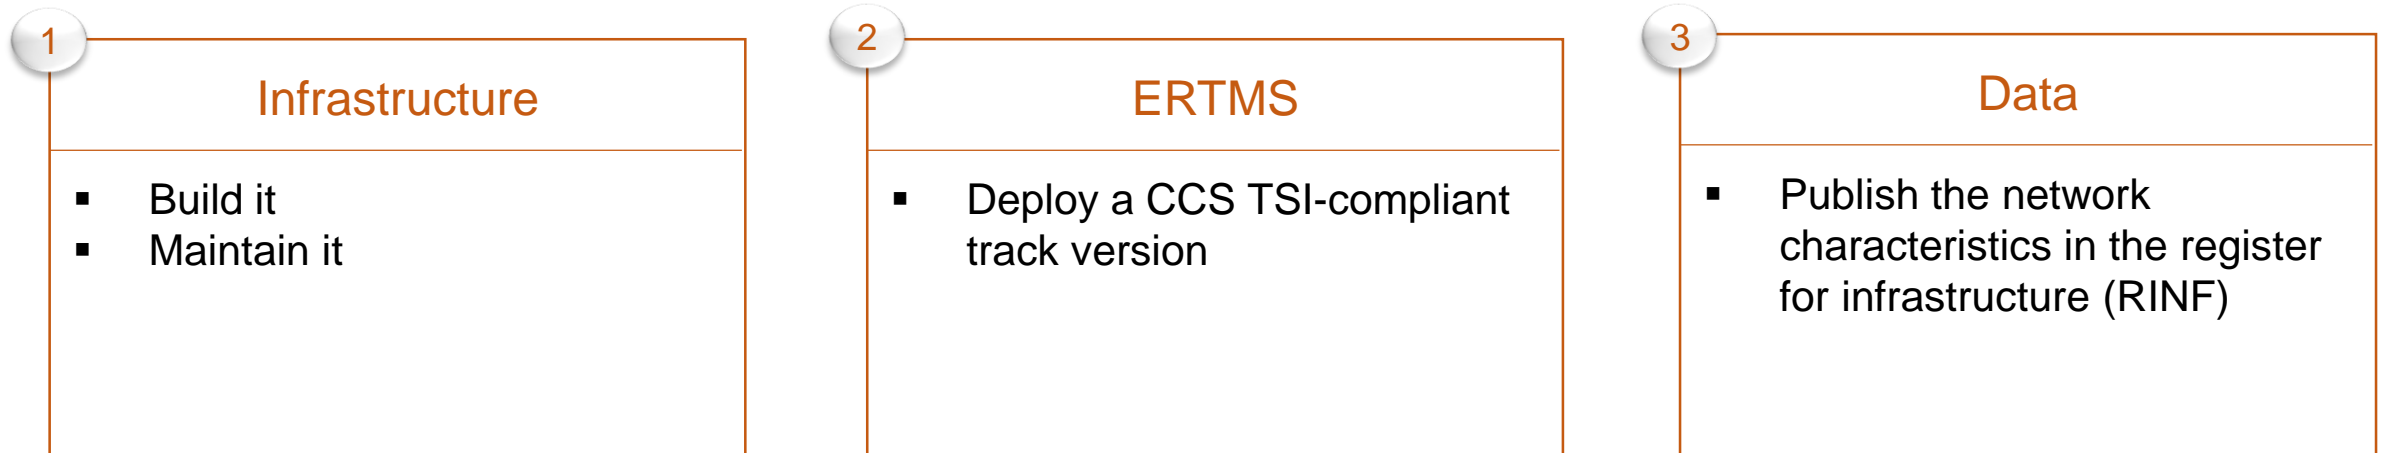 1
Infrastructure
▪ Build it
▪ Maintain it
2
ERTMS
▪ Deploy a CCS TSI-compliant
track version
3
Data
▪ Publish the network
characteristics in the register
for infrastructure (RINF)